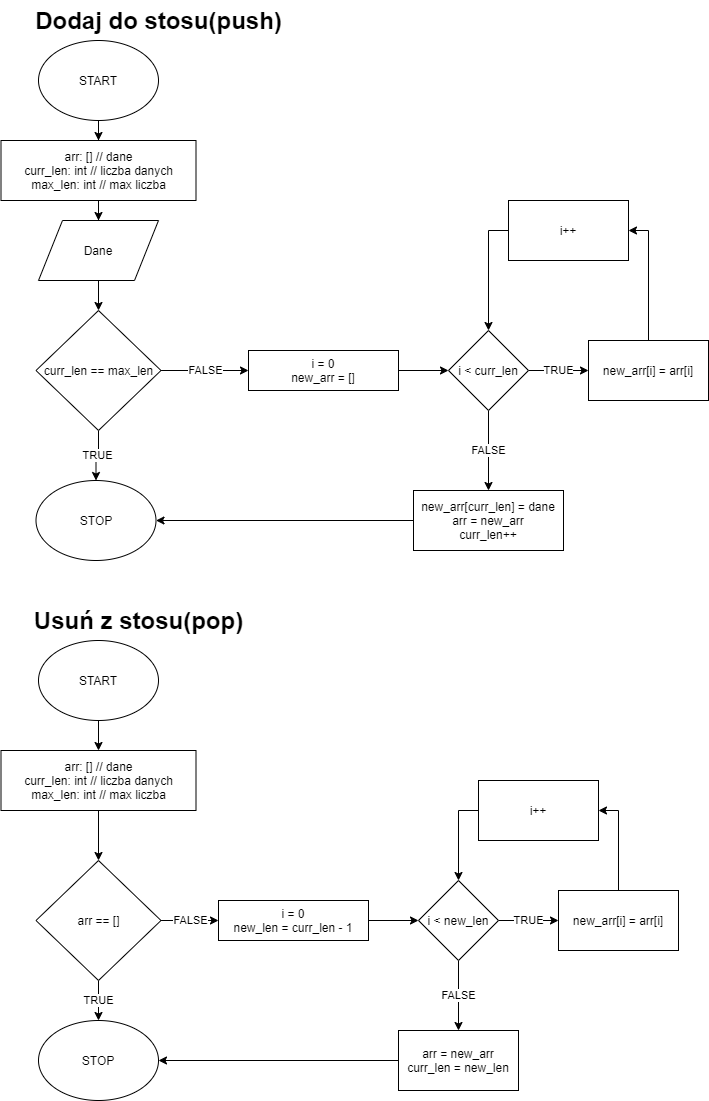 Dodaj do stosu(push)
START
arr: [] // dane
curr_len: int // liczba danych
max_len: int // max liczba
Dane
curr_len == max_len
FALSE
i = 0
new_arr = []
i < curr_len
TRUE
new_arr[i] = arr[i]
i++
FALSE
new_arr[curr_len] = dane
arr = new_arr
curr_len++
TRUE
STOP
Usuń z stosu(pop)
START
arr: [] // dane
curr_len: int // liczba danych
max_len: int // max liczba
arr == []
FALSE
i = 0
new_len = curr_len - 1
i < new_len
TRUE
new_arr[i] = arr[i]
i++
FALSE
arr = new_arr
curr_len = new_len
TRUE
STOP